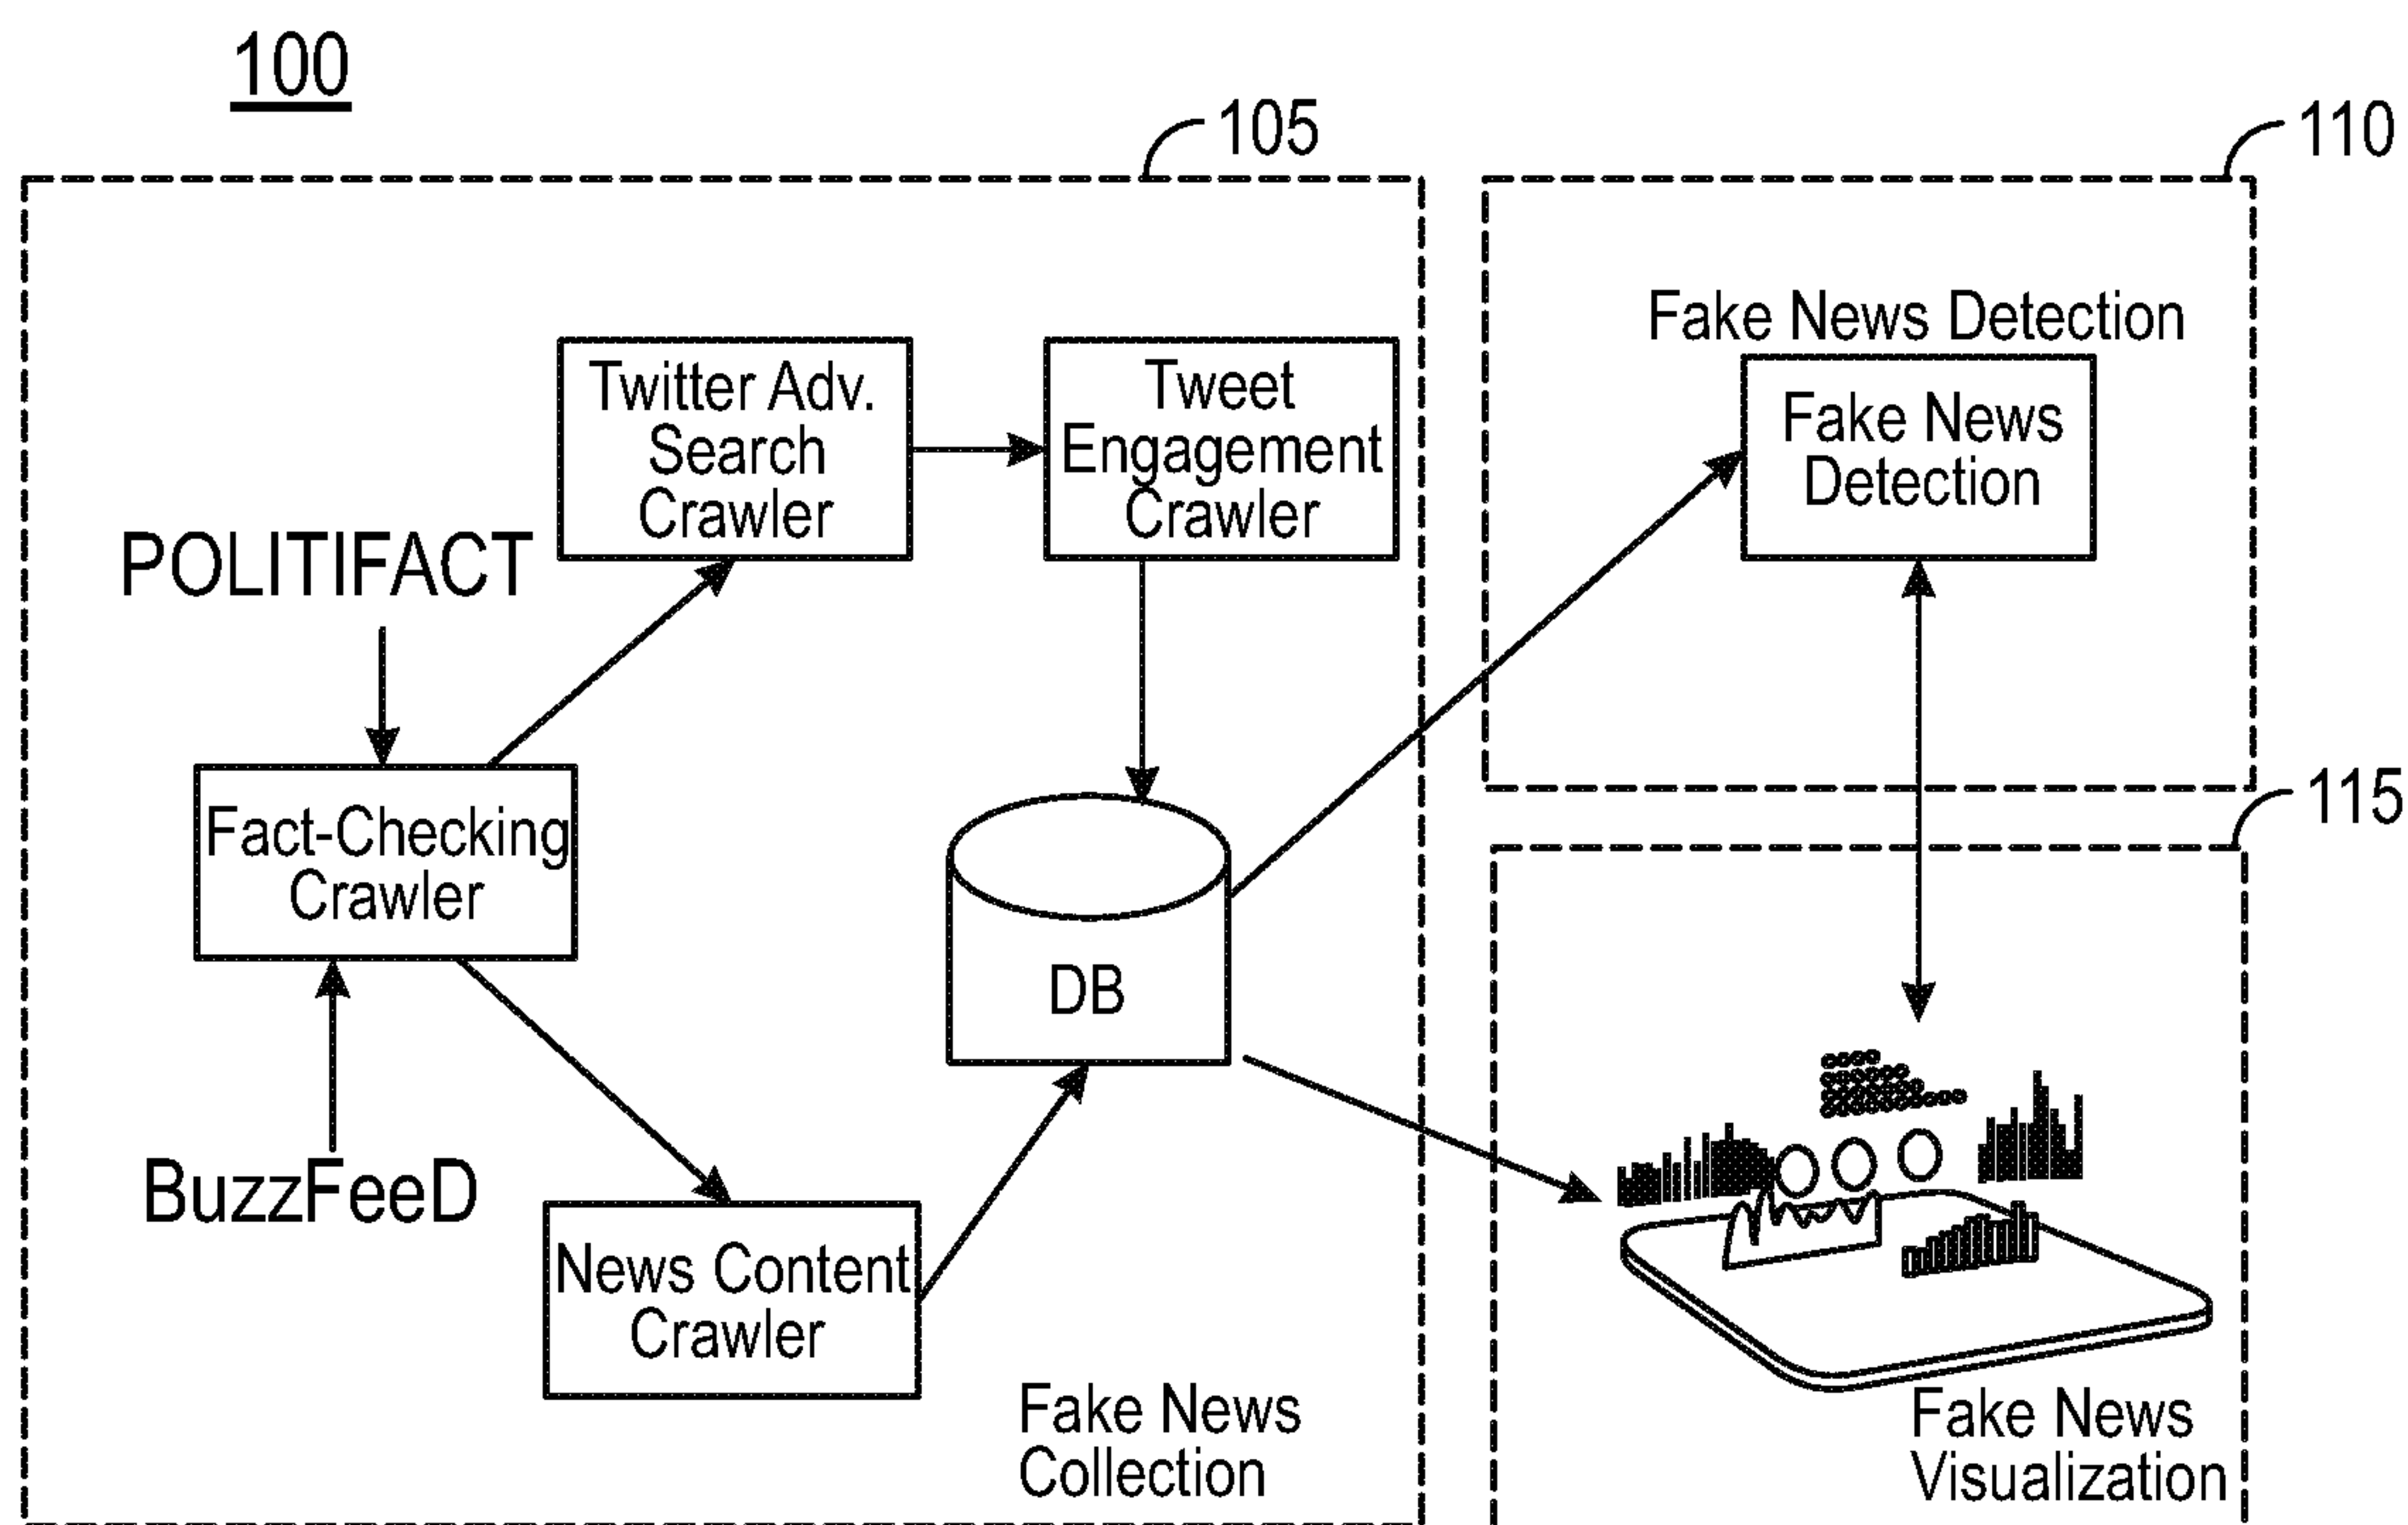 100
105
110
Fake News Detection
Twitter Adv.
Search
Crawler
Tweet
Engagement
Crawler
Fake News
Detection
POLITIFACT
115
Fact-Checking
Crawler
DB
BuzzFeeD
News Content
Crawler
Fake News
Collection
Fake News
Visualization